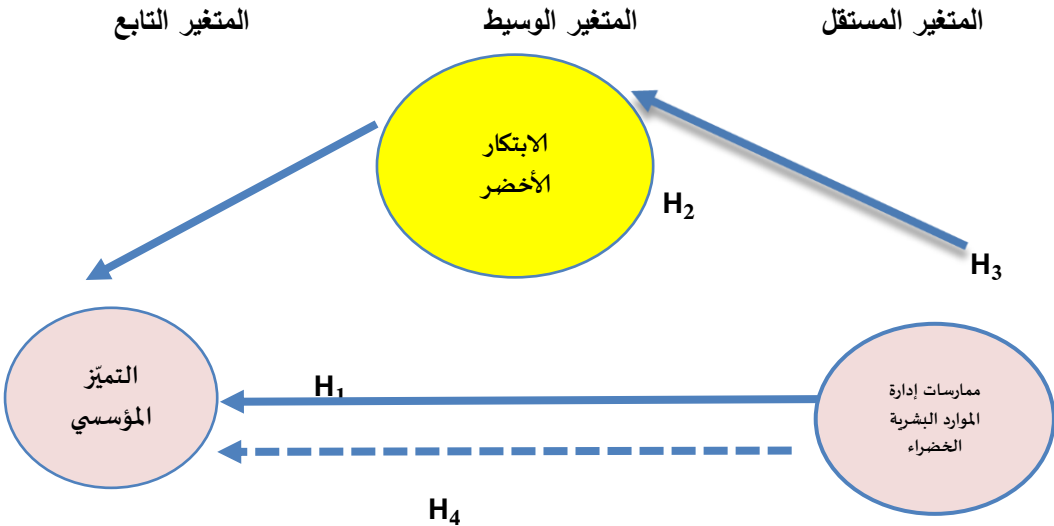 المتغير المستقل
المتغير الوسيط
المتغير التابع
الابتكار
الأخضر
H2
H3
التميّز
المؤسسي
H1
ممارسات إدارة
الموارد البشرية
الخضراء
H4